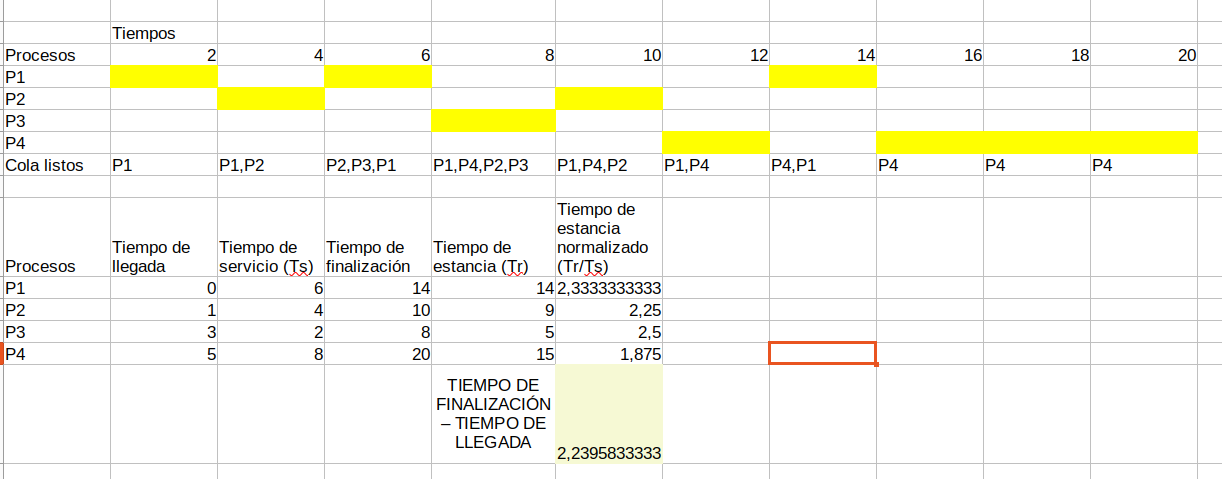 Tiempos
Procesos 2 4 6 8 10 12 14 16 18 20
P1
P2
P3
P4
Cola listos P1 P1,P2 P2,P3,P1 P1,P4,P2,P3 P1,P4,P2 P1,P4 P4,P1 P4 P4 P4
Procesos Tiempo de llegada Tiempo de servicio (Ts) Tiempo de finalización Tiempo de estancia (Tr) Tiempo de estancia normalizado (Tr/Ts)
P1 0 6 14 14 2,3333333333
P2 1 4 10 9 2,25
P3 3 2 8 5 2,5
P4 5 8 20 15 1,875
TIEMPO DE
FINALIZACIÓN
– TIEMPO DE
LLEGADA
2,2395833333